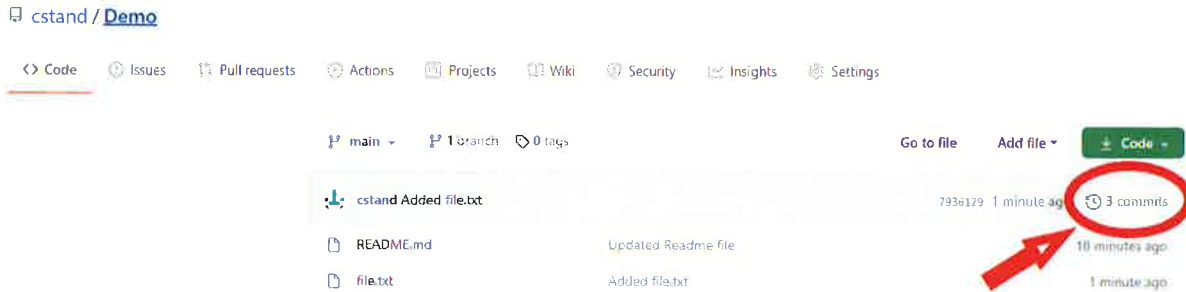 cstand / Demo
<> Code Issues Pull requests Actions Projects Wiki Security Insights Settings
main 1 branch 0 tags Go to file Add file Code
cstand Added file.txt 7936129 1 minute ago 3 commits
README.md Updated Readme file 18 minutes ago
file.txt Added file.txt 1 minute ago